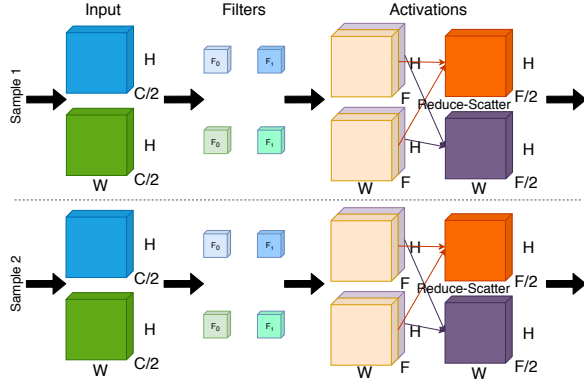 Input
Filters
Activations
Sample 1
H
C/2
H
C/2
W
F₀
F₁
F₀
F₁
H
F
H
F
W
Reduce-Scatter
H
F/2
H
F/2
W
Sample 2
H
C/2
H
C/2
W
F₀
F₁
F₀
F₁
H
F
H
F
W
Reduce-Scatter
H
F/2
H
F/2
W